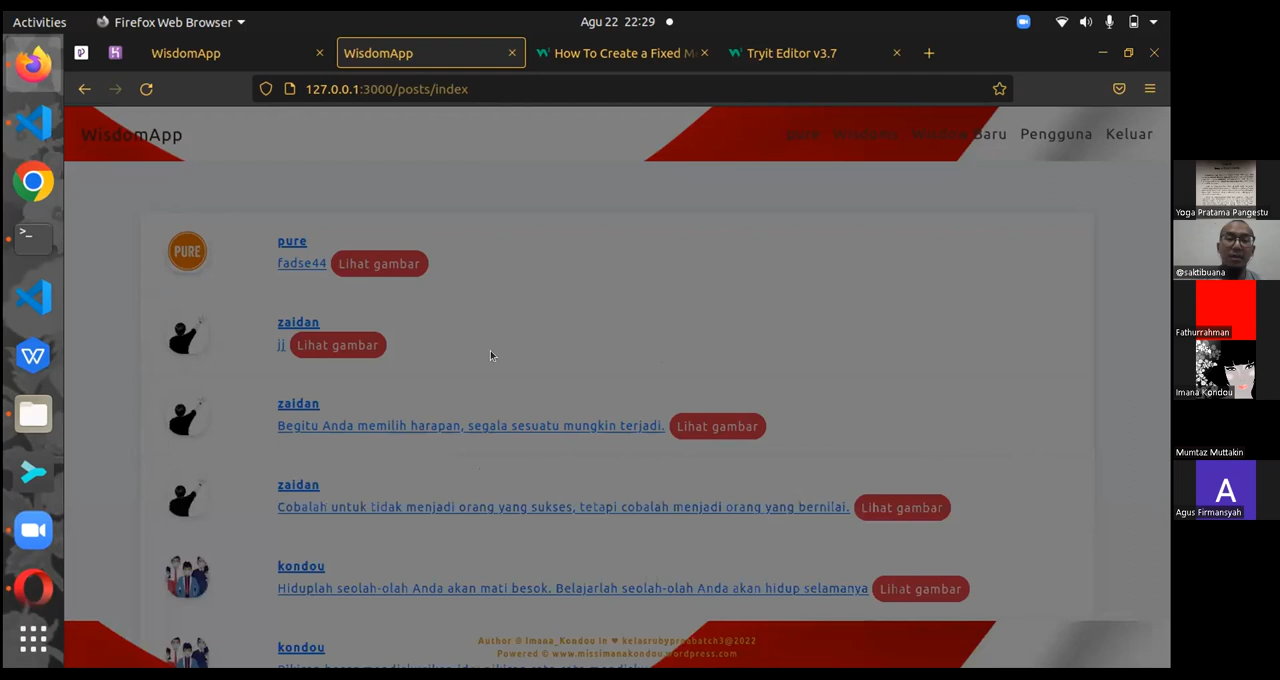 Activities
Firefox Web Browser
Agu 22 22:29
WisdomApp
WisdomApp
How To Create a Fixed M
Tryit Editor v3.7
127.0.0.1:3000/posts/index
WisdomApp
pure Wisdoms Window Baru Pengguna Keluar
PURE
pure
fadse44 Lihat gambar
zaidan
jj Lihat gambar
zaidan
Begitu Anda memilih harapan, segala sesuatu mungkin terjadi. Lihat gambar
zaidan
Cobalah untuk tidak menjadi orang yang sukses, tetapi cobalah menjadi orang yang bernilai. Lihat gambar
kondou
Hiduplah seolah-olah Anda akan mati besok. Belajarlah seolah-olah Anda akan hidup selamanya Lihat gambar
kondou
Author © Imana_Kondou in ❤ kelasrubypraabatch3@2022
Powered © www.missimanakondou.wordpress.com
Yoga Pratama Pangestu
@saktibuana
Fathurrahman
Imana Kondou
Mumtaz Muttakin
A
Agus Firmansyah